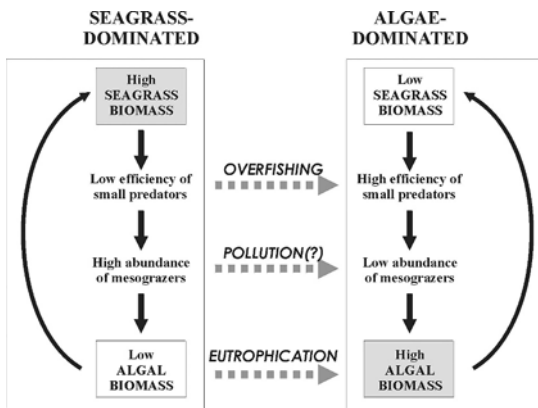 SEAGRASS-
DOMINATED
High
SEAGRASS
BIOMASS
Low efficiency of
small predators
High abundance
of mesograzers
Low
ALGAL
BIOMASS
OVERFISHING
POLLUTION(?)
EUTROPHICATION
ALGAE-
DOMINATED
Low
SEAGRASS
BIOMASS
High efficiency of
small predators
Low abundance
of mesograzers
High
ALGAL
BIOMASS